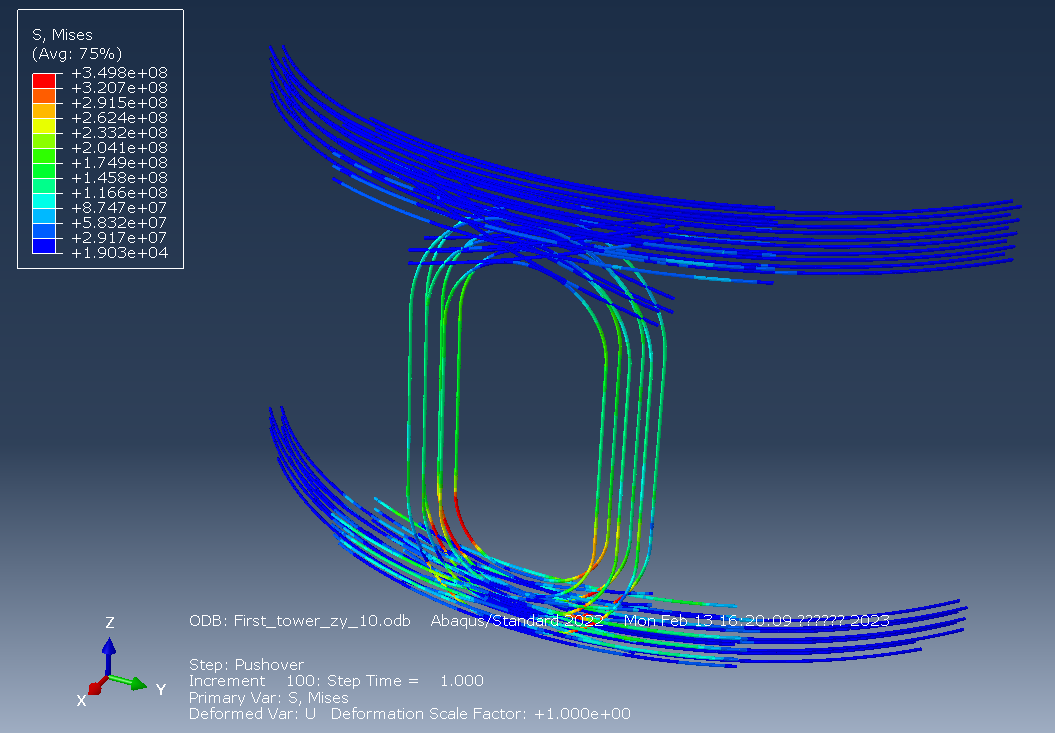 S, Mises
(Avg: 75%)
+3.498e+08
+3.207e+08
+2.915e+08
+2.624e+08
+2.332e+08
+2.041e+08
+1.749e+08
+1.458e+08
+1.166e+08
+8.747e+07
+5.832e+07
+2.917e+07
+1.903e+04
Z
Y
X
ODB: First_tower_zy_10.odb Abaqus/Standard 2022 Mon Feb 13 16:20:09 ?????? 2023
Step: Pushover
Increment 100: Step Time = 1.000
Primary Var: S, Mises
Deformed Var: U Deformation Scale Factor: +1.000e+00